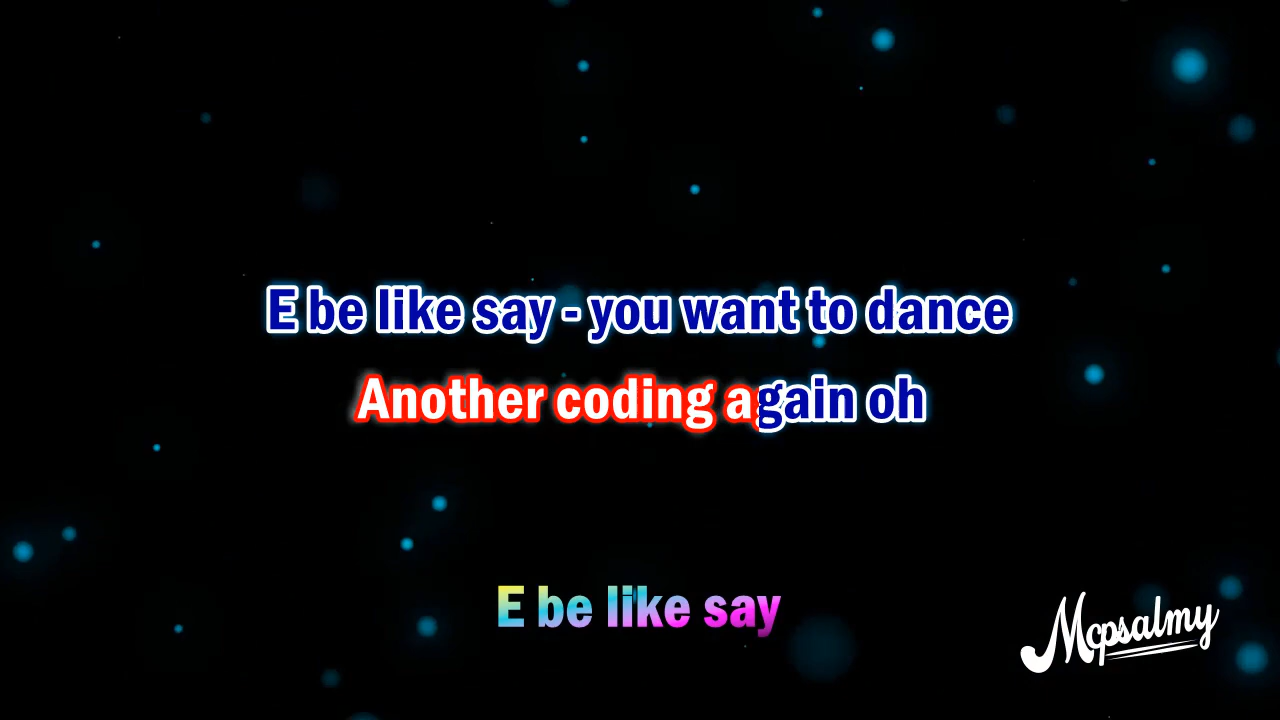 E be like say - you want to dance
Another coding again oh
E be like say
Mcpsalmy